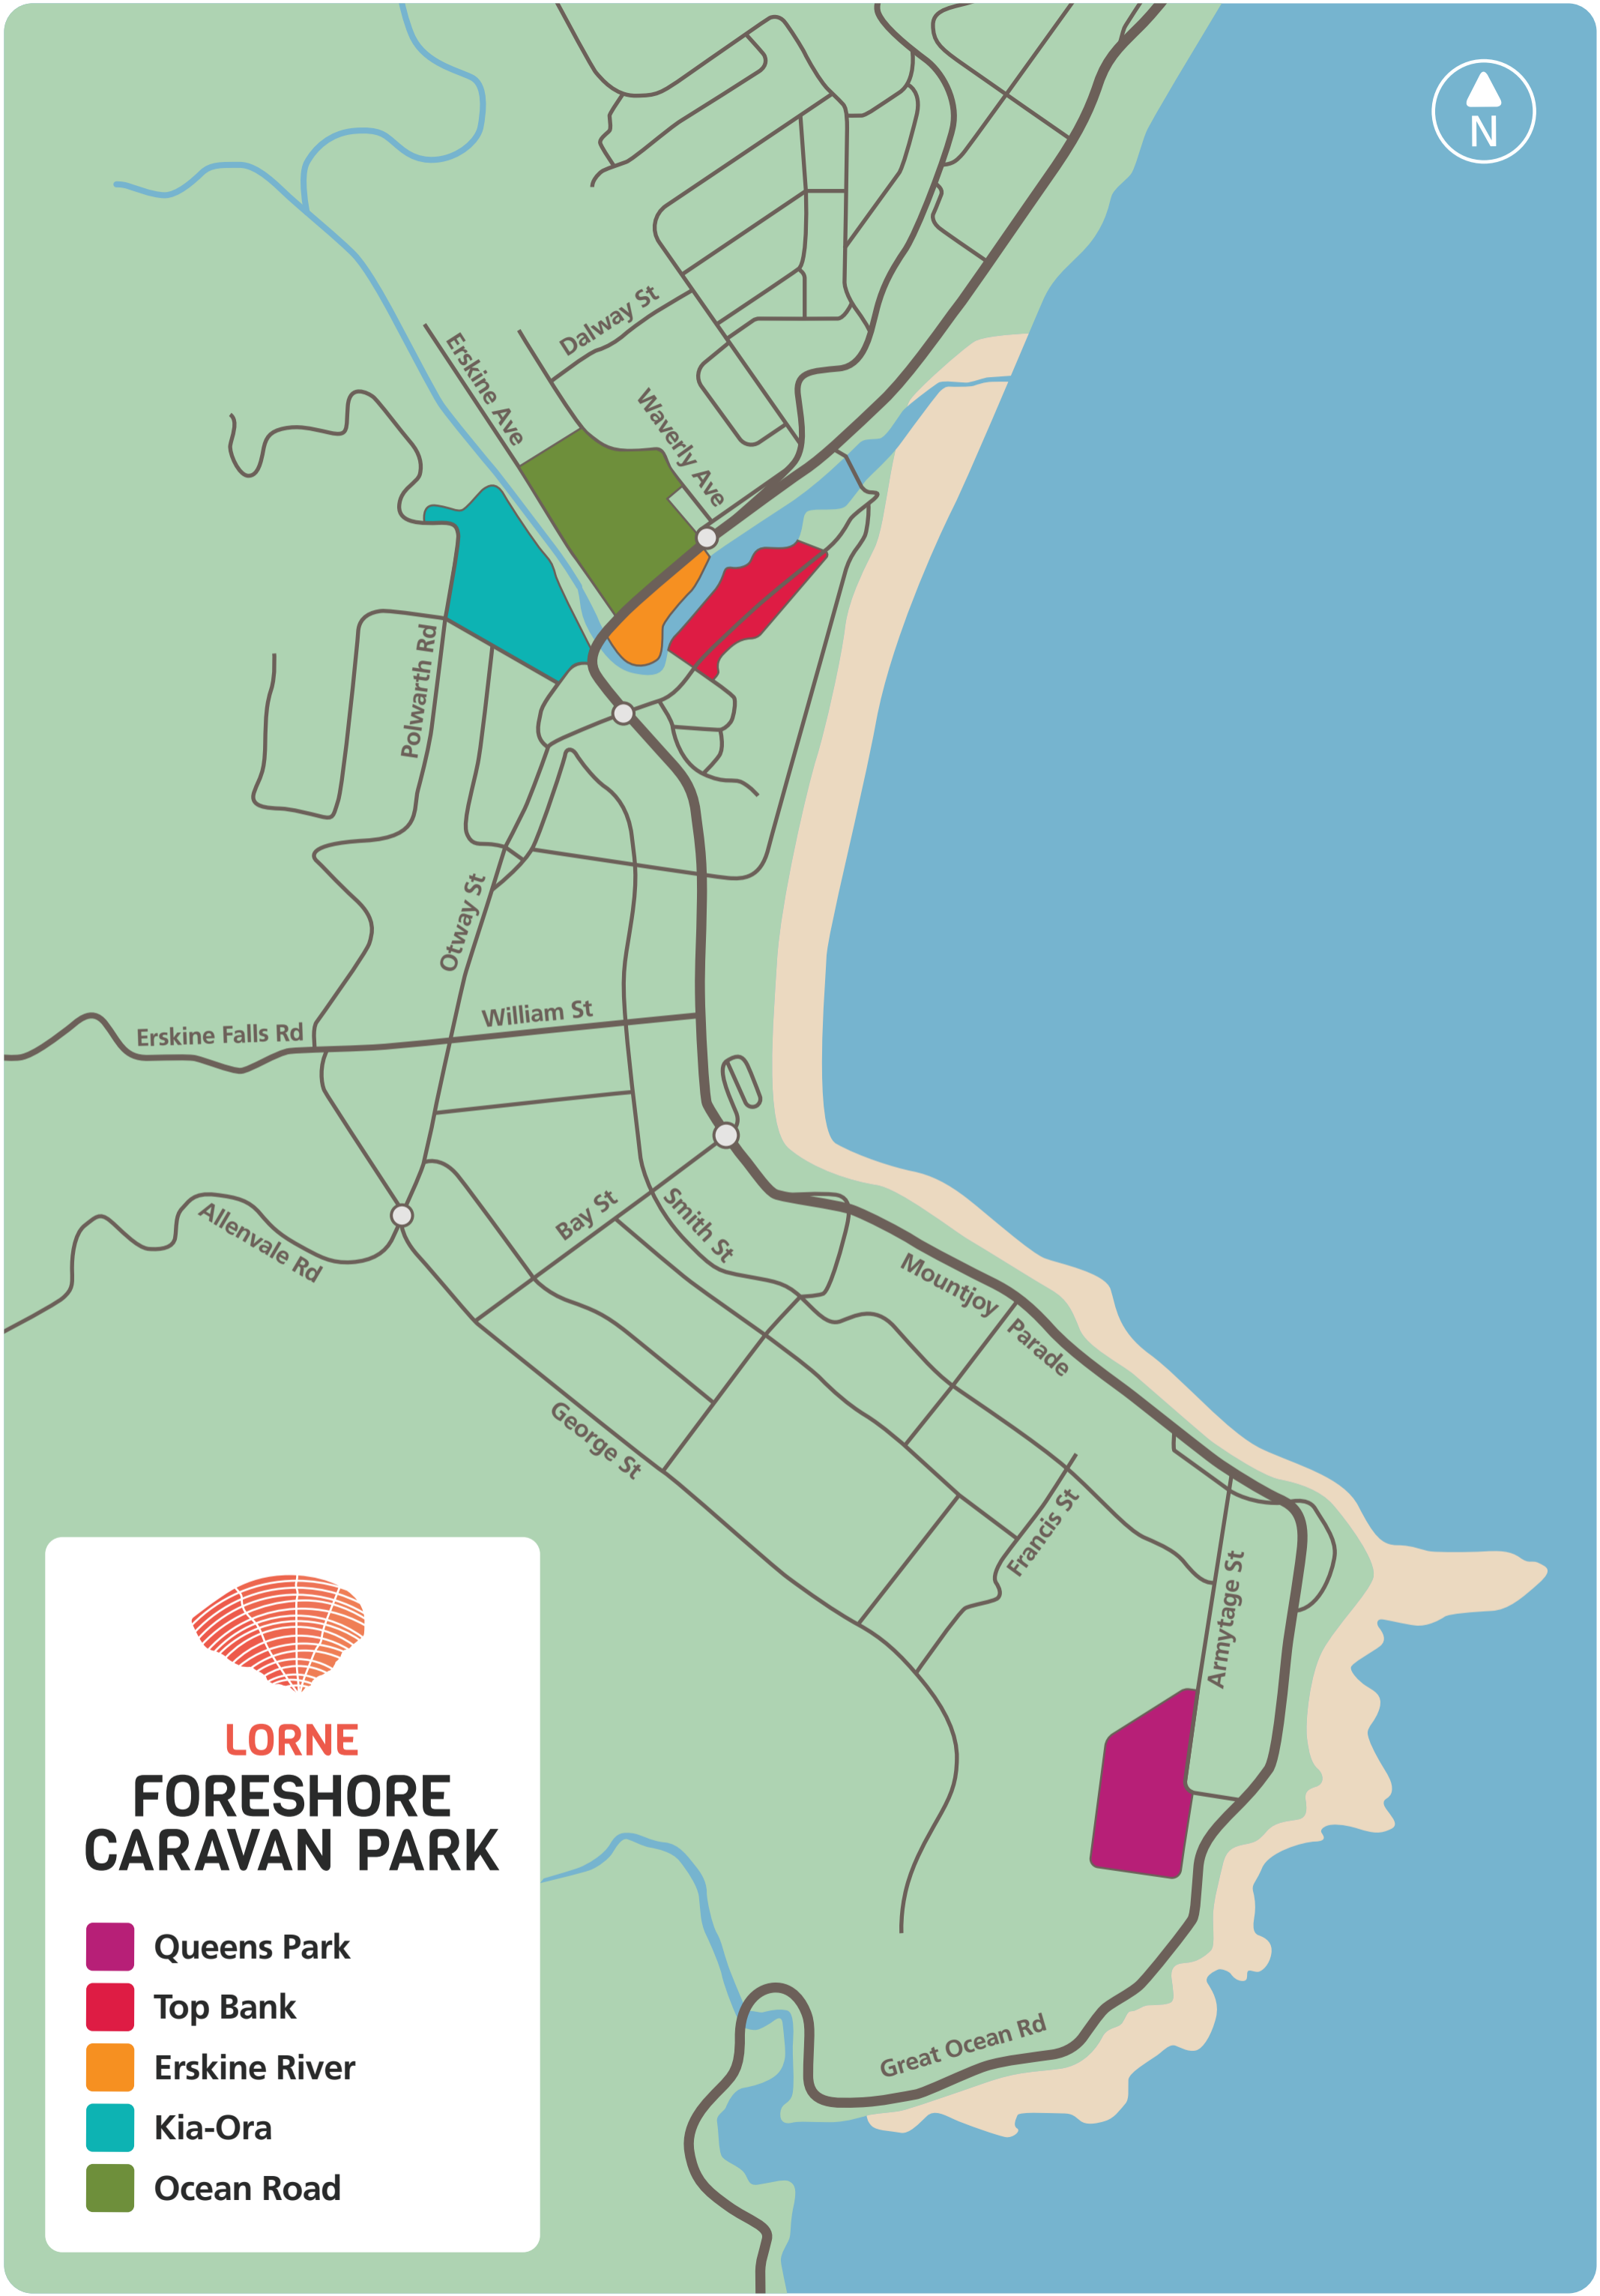 N
Dalway St
Erskine Ave
Waverly Ave
Polwarth Rd
Otway St
William St
Erskine Falls Rd
Allenvale Rd
Bay St
Smith St
Mountjoy Parade
George St
Francis St
Armytage St
Great Ocean Rd
LORNE
FORESHORE
CARAVAN PARK
Queens Park
Top Bank
Erskine River
Kia-Ora
Ocean Road